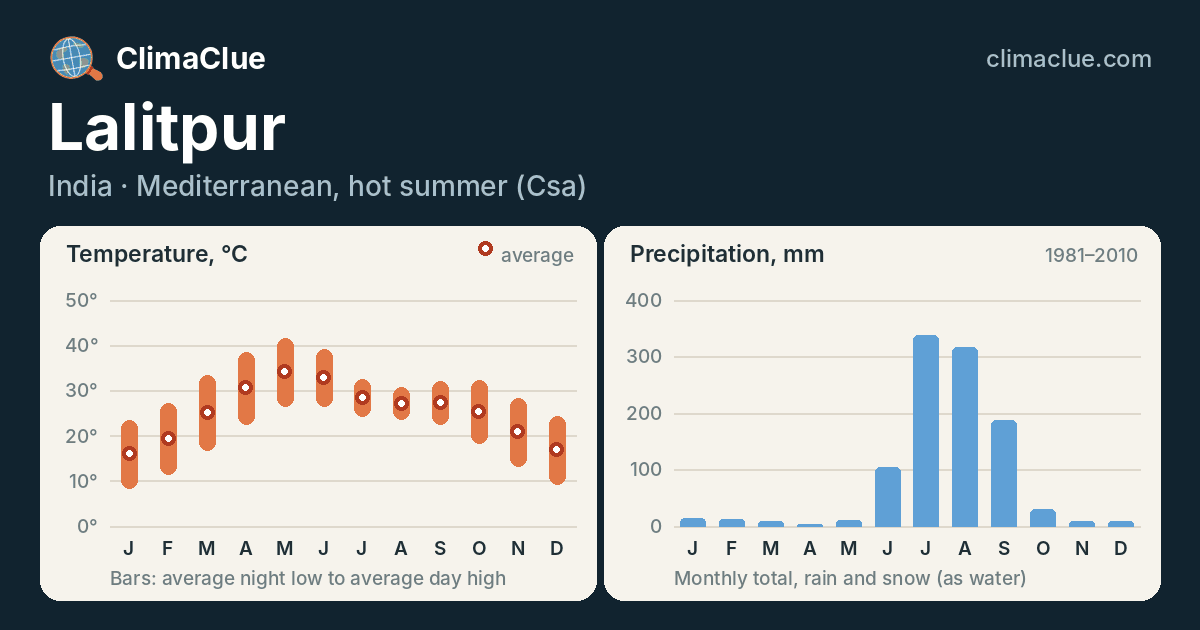 ClimaClue
climaclue.com
Lalitpur
India · Mediterranean, hot summer (Csa)
Temperature, °C
average
50°
40°
30°
20°
10°
0°
J F M A M J J A S O N D
Bars: average night low to average day high
Precipitation, mm
1981–2010
400
300
200
100
0
J F M A M J J A S O N D
Monthly total, rain and snow (as water)